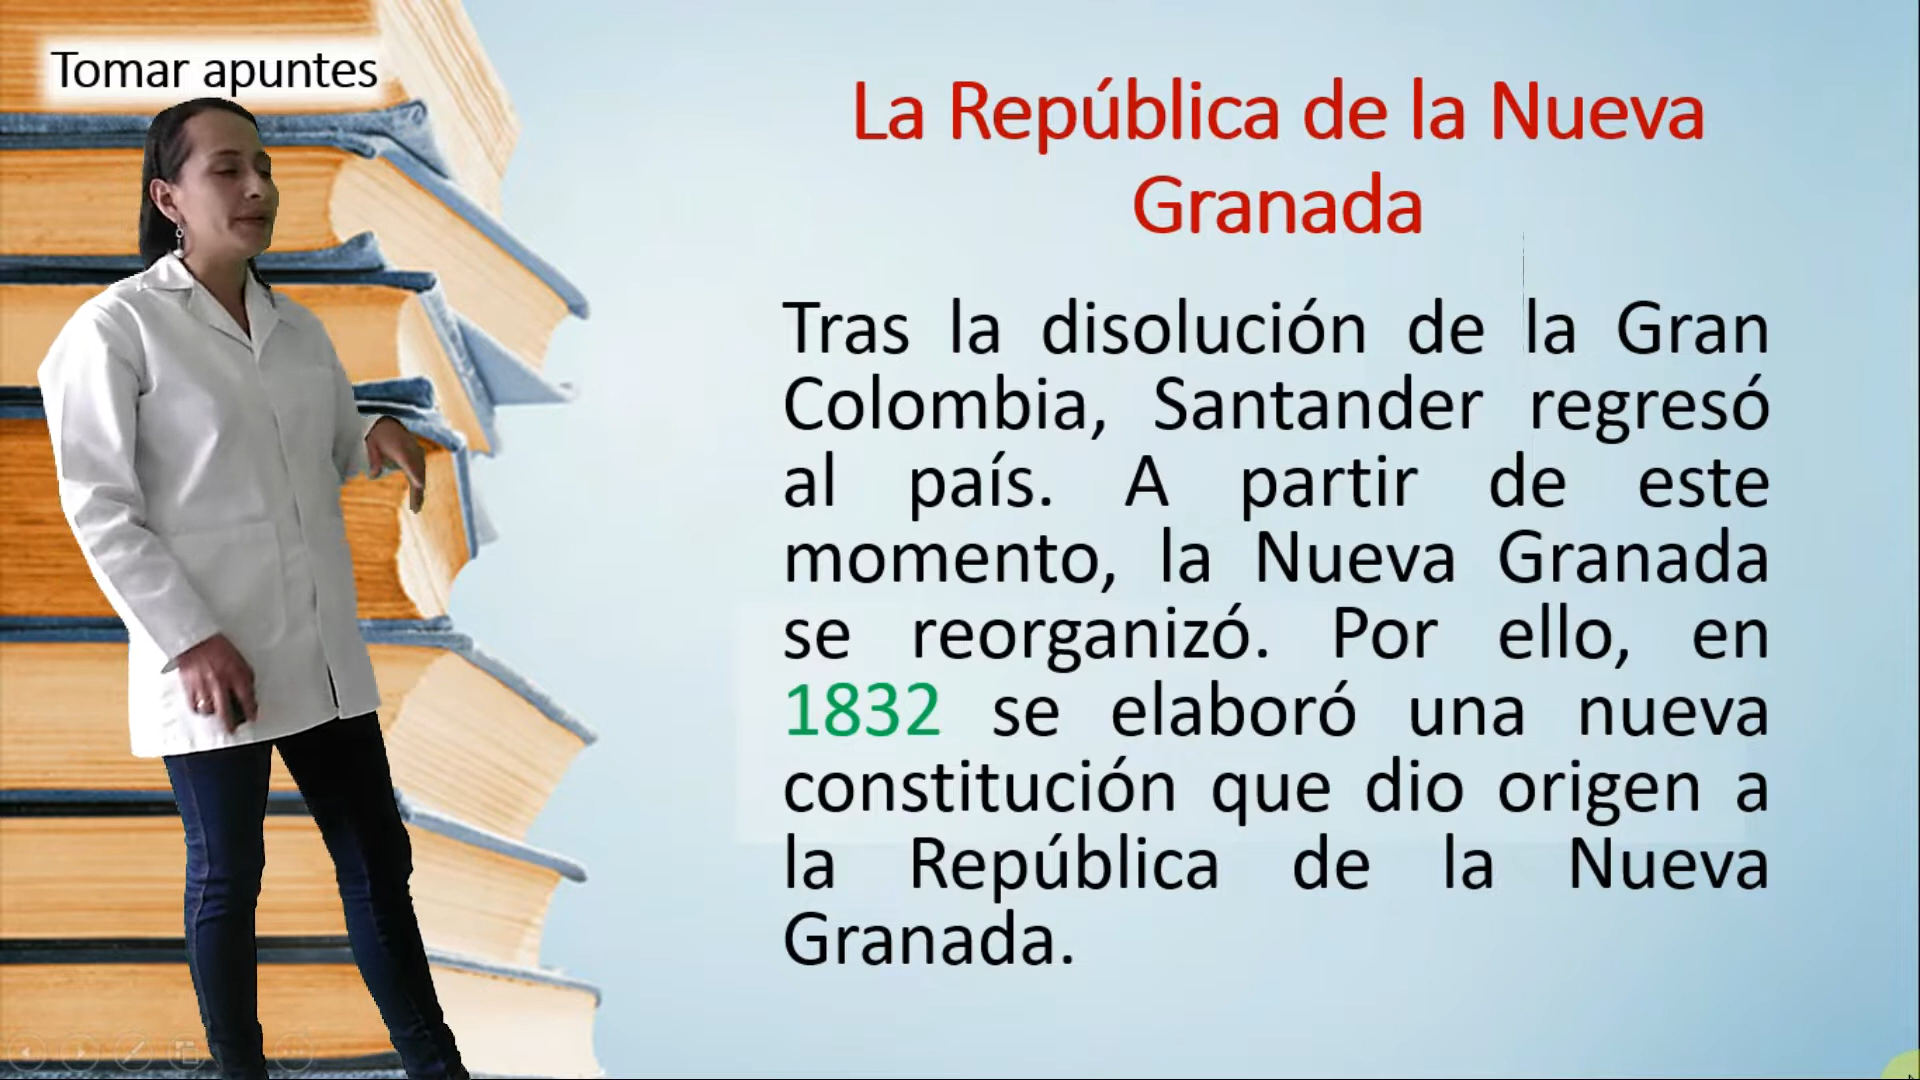 Tomar apuntes
La República de la Nueva
Granada
Tras la disolución de la Gran
Colombia, Santander regresó
al país. A partir de este
momento, la Nueva Granada
se reorganizó. Por ello, en
1832 se elaboró una nueva
constitución que dio origen a
la República de la Nueva
Granada.